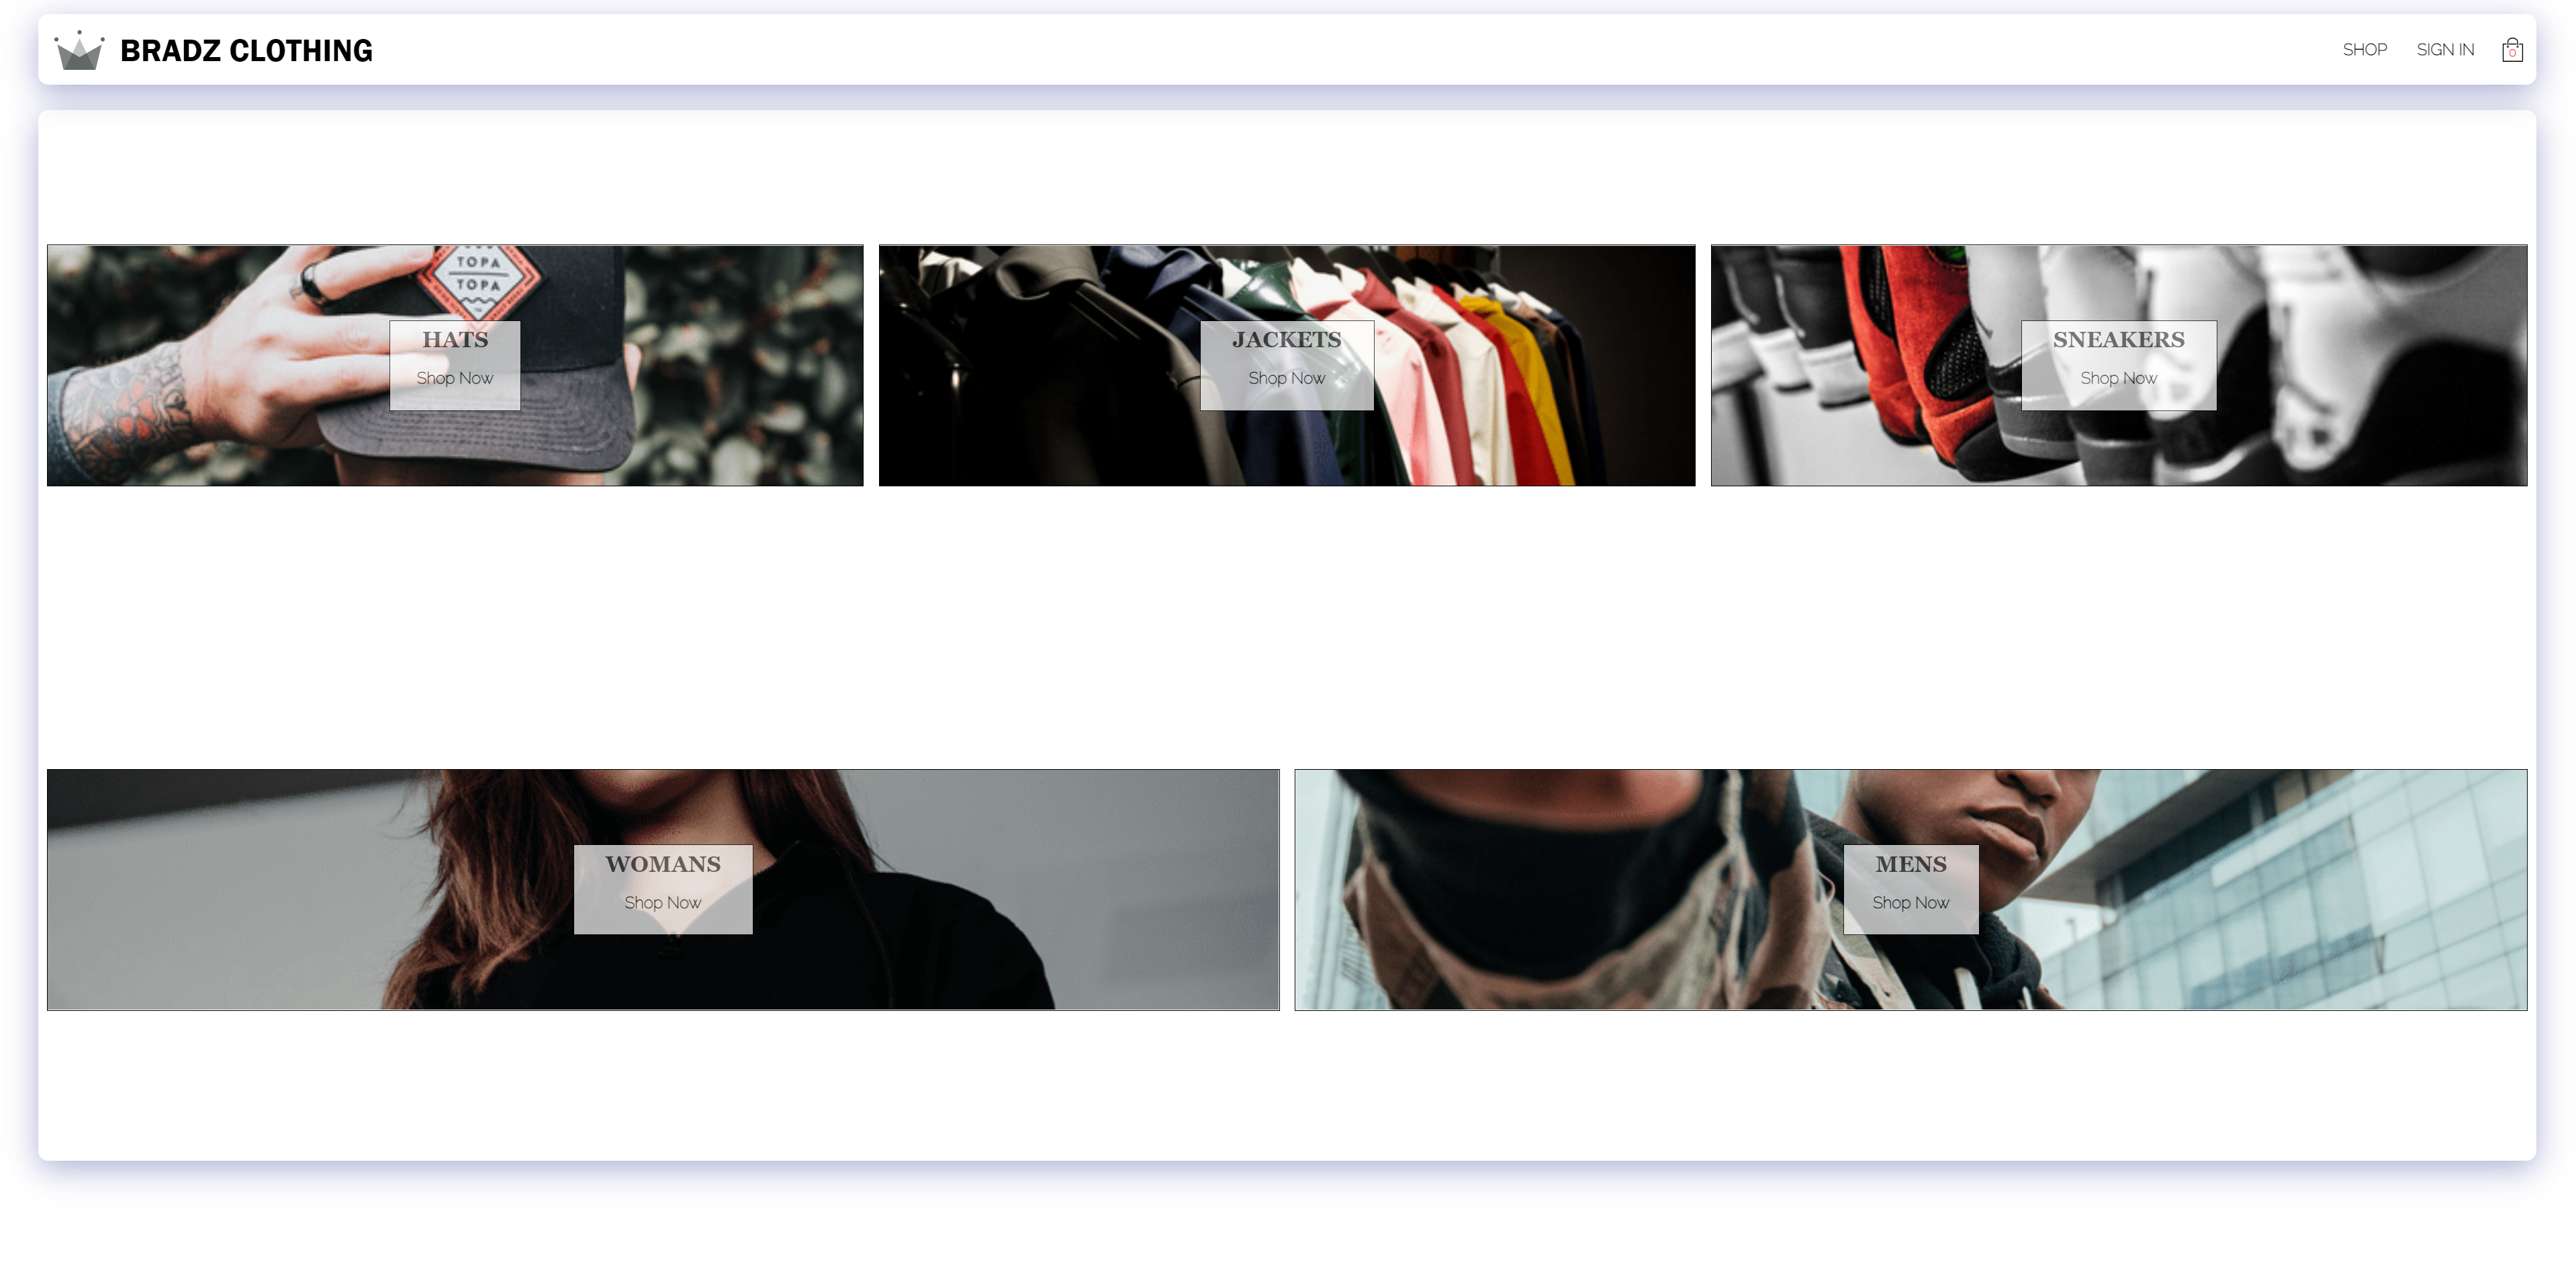 BRADZ CLOTHING
SHOP
SIGN IN
0
TOPA
TOPA
HATS
Shop Now
JACKETS
Shop Now
SNEAKERS
Shop Now
WOMANS
Shop Now
MENS
Shop Now